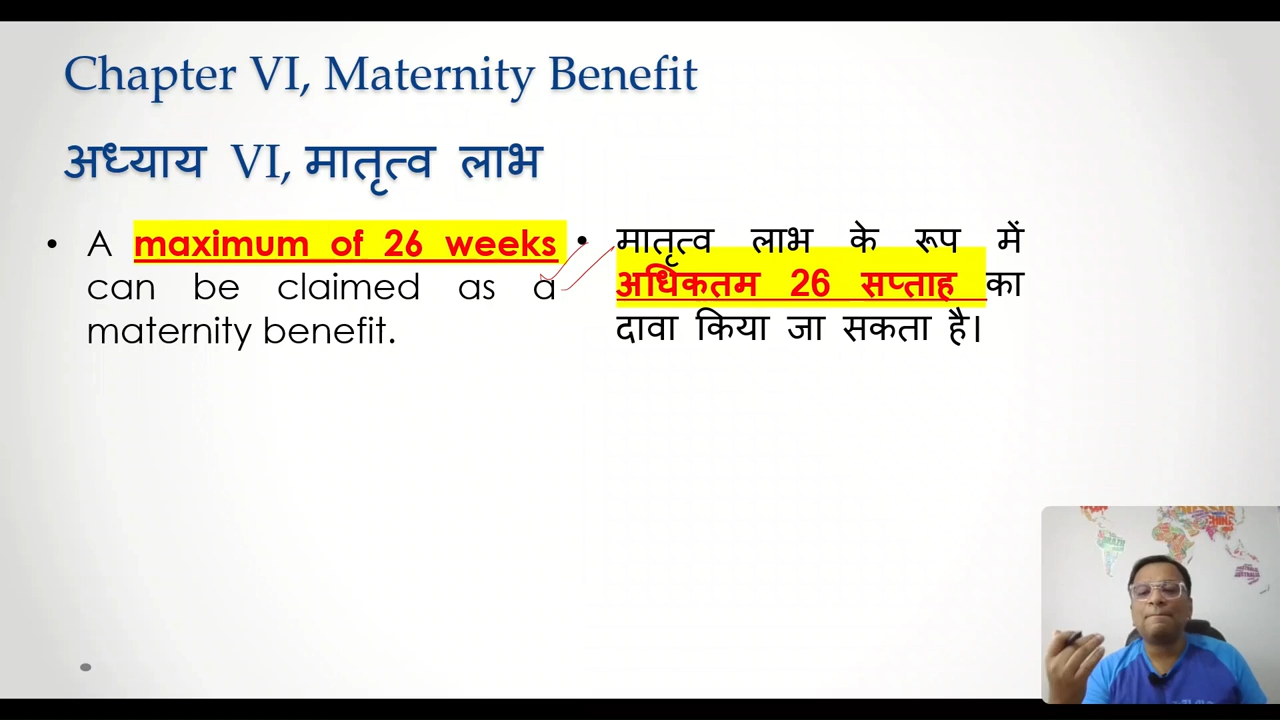 Chapter VI, Maternity Benefit
अध्याय VI, मातृत्व लाभ
• A maximum of 26 weeks
can be claimed as a
maternity benefit.
• मातृत्व लाभ के रूप में
अधिकतम 26 सप्ताह का
दावा किया जा सकता है।